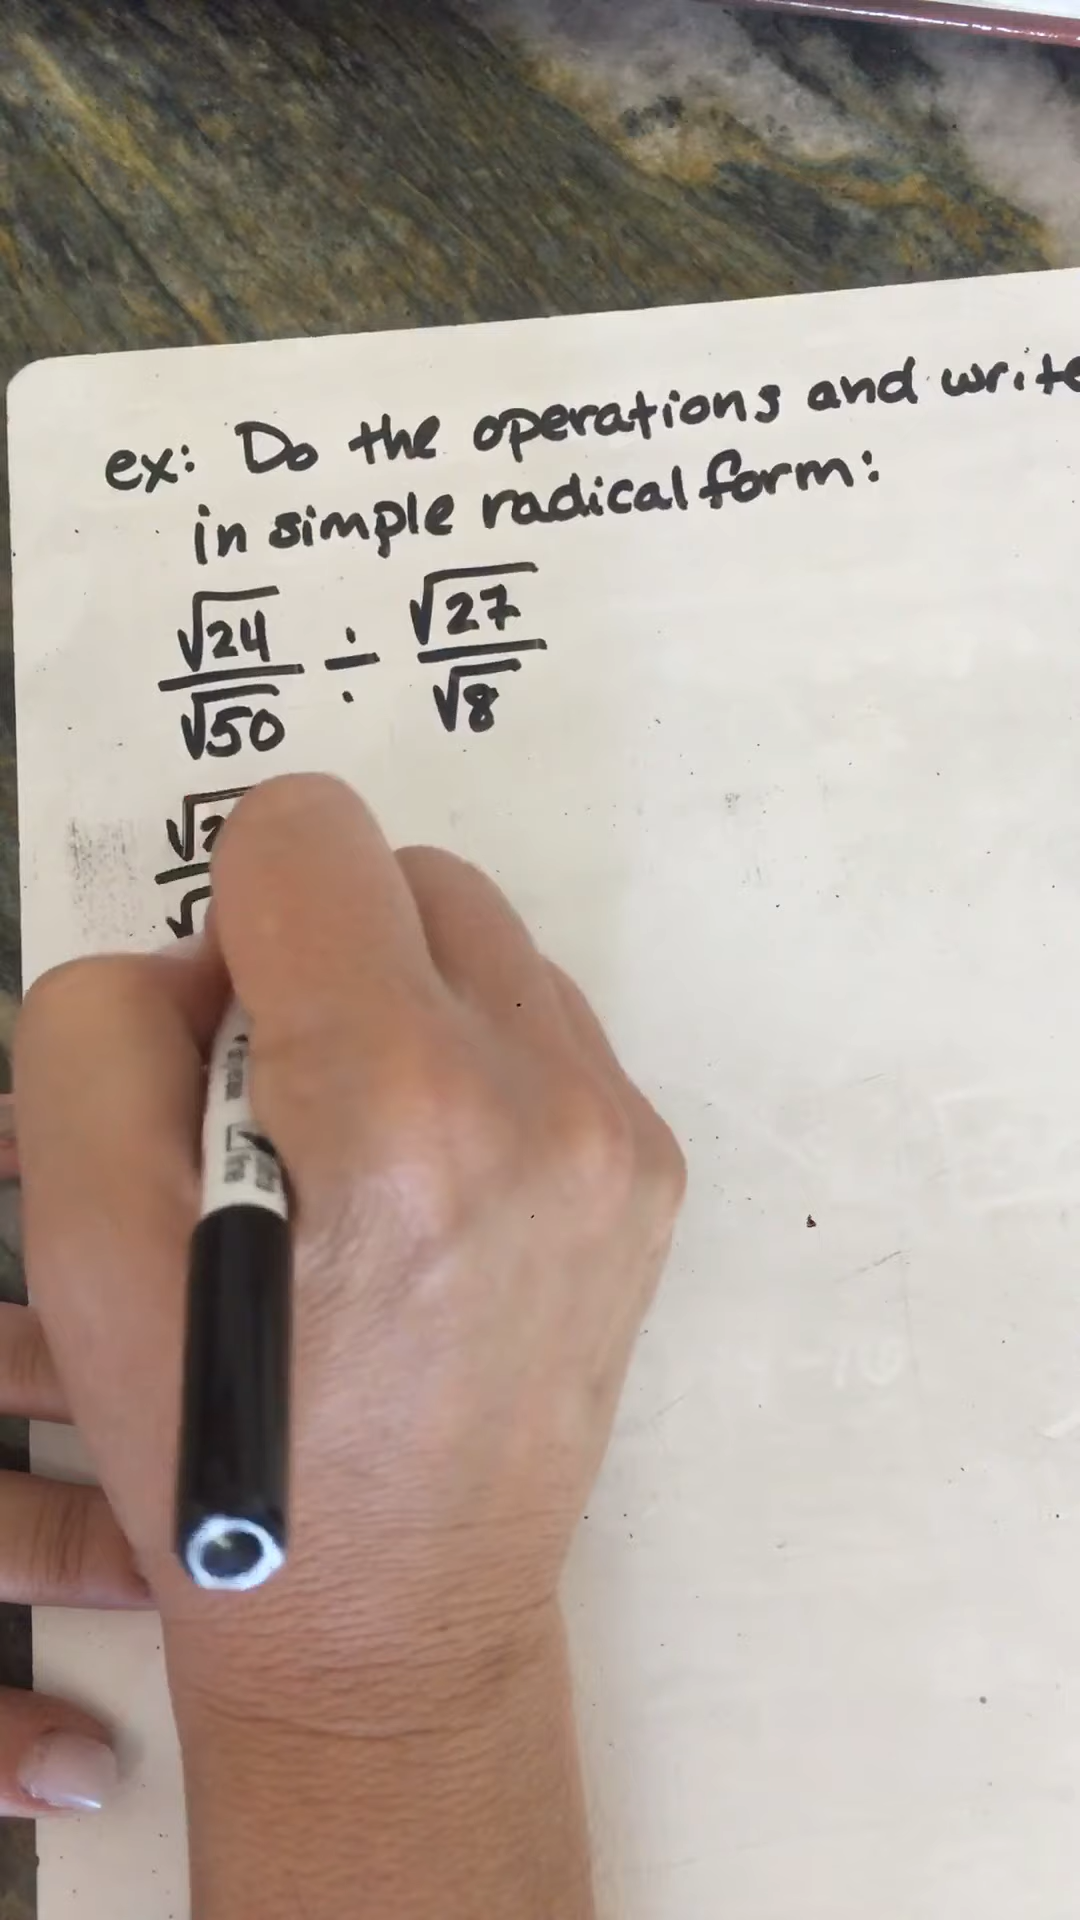 ex: Do the operations and write
in simple radical form:
√24/√50 ÷ √27/√8